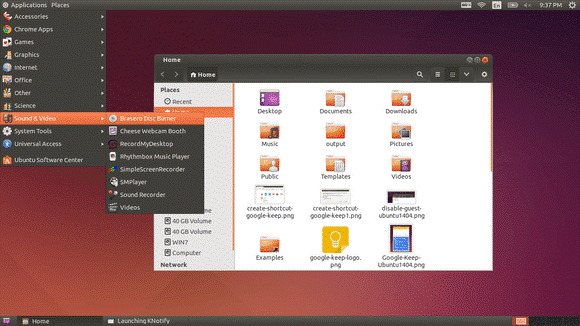 Applications Places
En
9:37 PM
Accessories
Chrome Apps
Games
Graphics
Internet
Office
Other
Science
Sound & Video
System Tools
Universal Access
Ubuntu Software Center
Brasero Disc Burner
Cheese Webcam Booth
RecordMyDesktop
Rhythmbox Music Player
SimpleScreenRecorder
SMPlayer
Sound Recorder
Videos
Home
Home
Places
Recent
Home
Volume
40 GB Volume
40 GB Volume
WIN7
Computer
Network
Desktop
Documents
Downloads
Music
output
Pictures
Public
Templates
Videos
create-shortcut-
google-keep.png
create-shortcut-
google-keep1.png
disable-guest-
ubuntu1404.png
Examples
google-keep-logo.
png
Google-Keep-
Ubuntu1404.png
Home
Launching KNotify